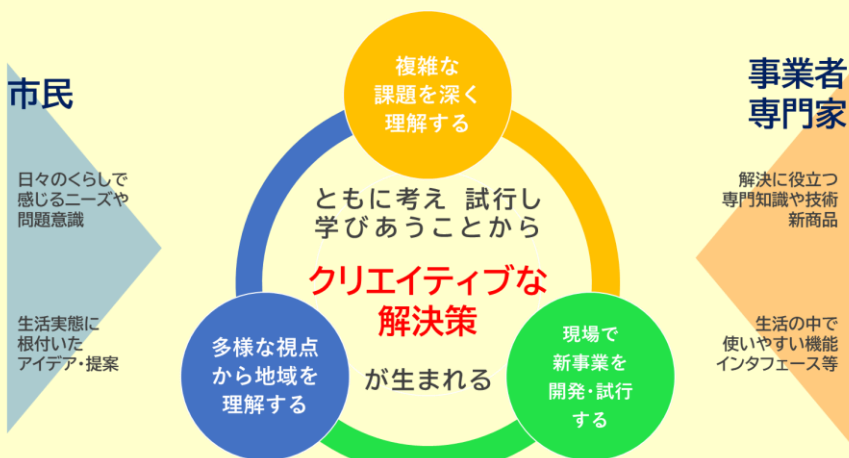 市民
日々のくらしで
感じるニーズや
問題意識
生活実態に
根付いた
アイデア・提案
複雑な
課題を深く
理解する
ともに考え 試行し
学びあうことから
クリエイティブな
解決策
が生まれる
多様な視点
から地域を
理解する
現場で
新事業を
開発・試行
する
事業者
専門家
解決に役立つ
専門知識や技術
新商品
生活の中で
使いやすい機能
インタフェース等